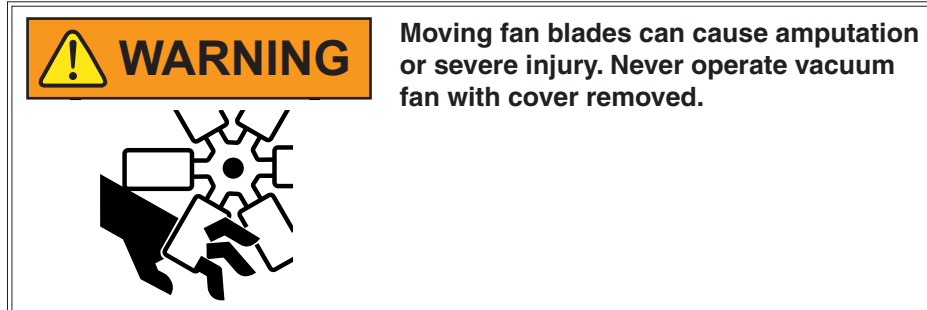 WARNING
Moving fan blades can cause amputation
or severe injury. Never operate vacuum
fan with cover removed.